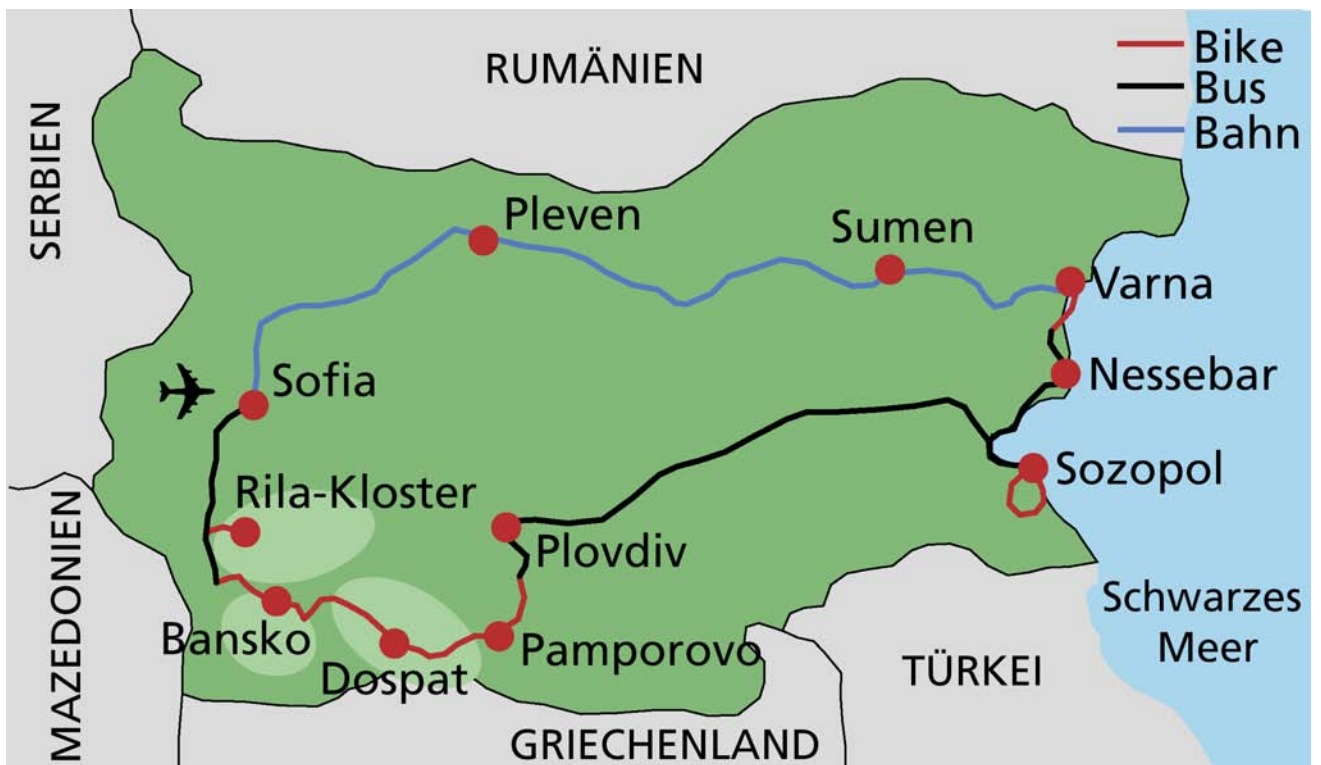 RUMÄNIEN
Bike
Bus
Bahn
SERBIEN
Pleven
Sumen
Varna
Sofia
Nessebar
Rila-Kloster
Sozopol
Plovdiv
MAZEDONIEN
Bansko
Dospat
Pamporovo
Schwarzes
Meer
TÜRKEI
GRIECHENLAND